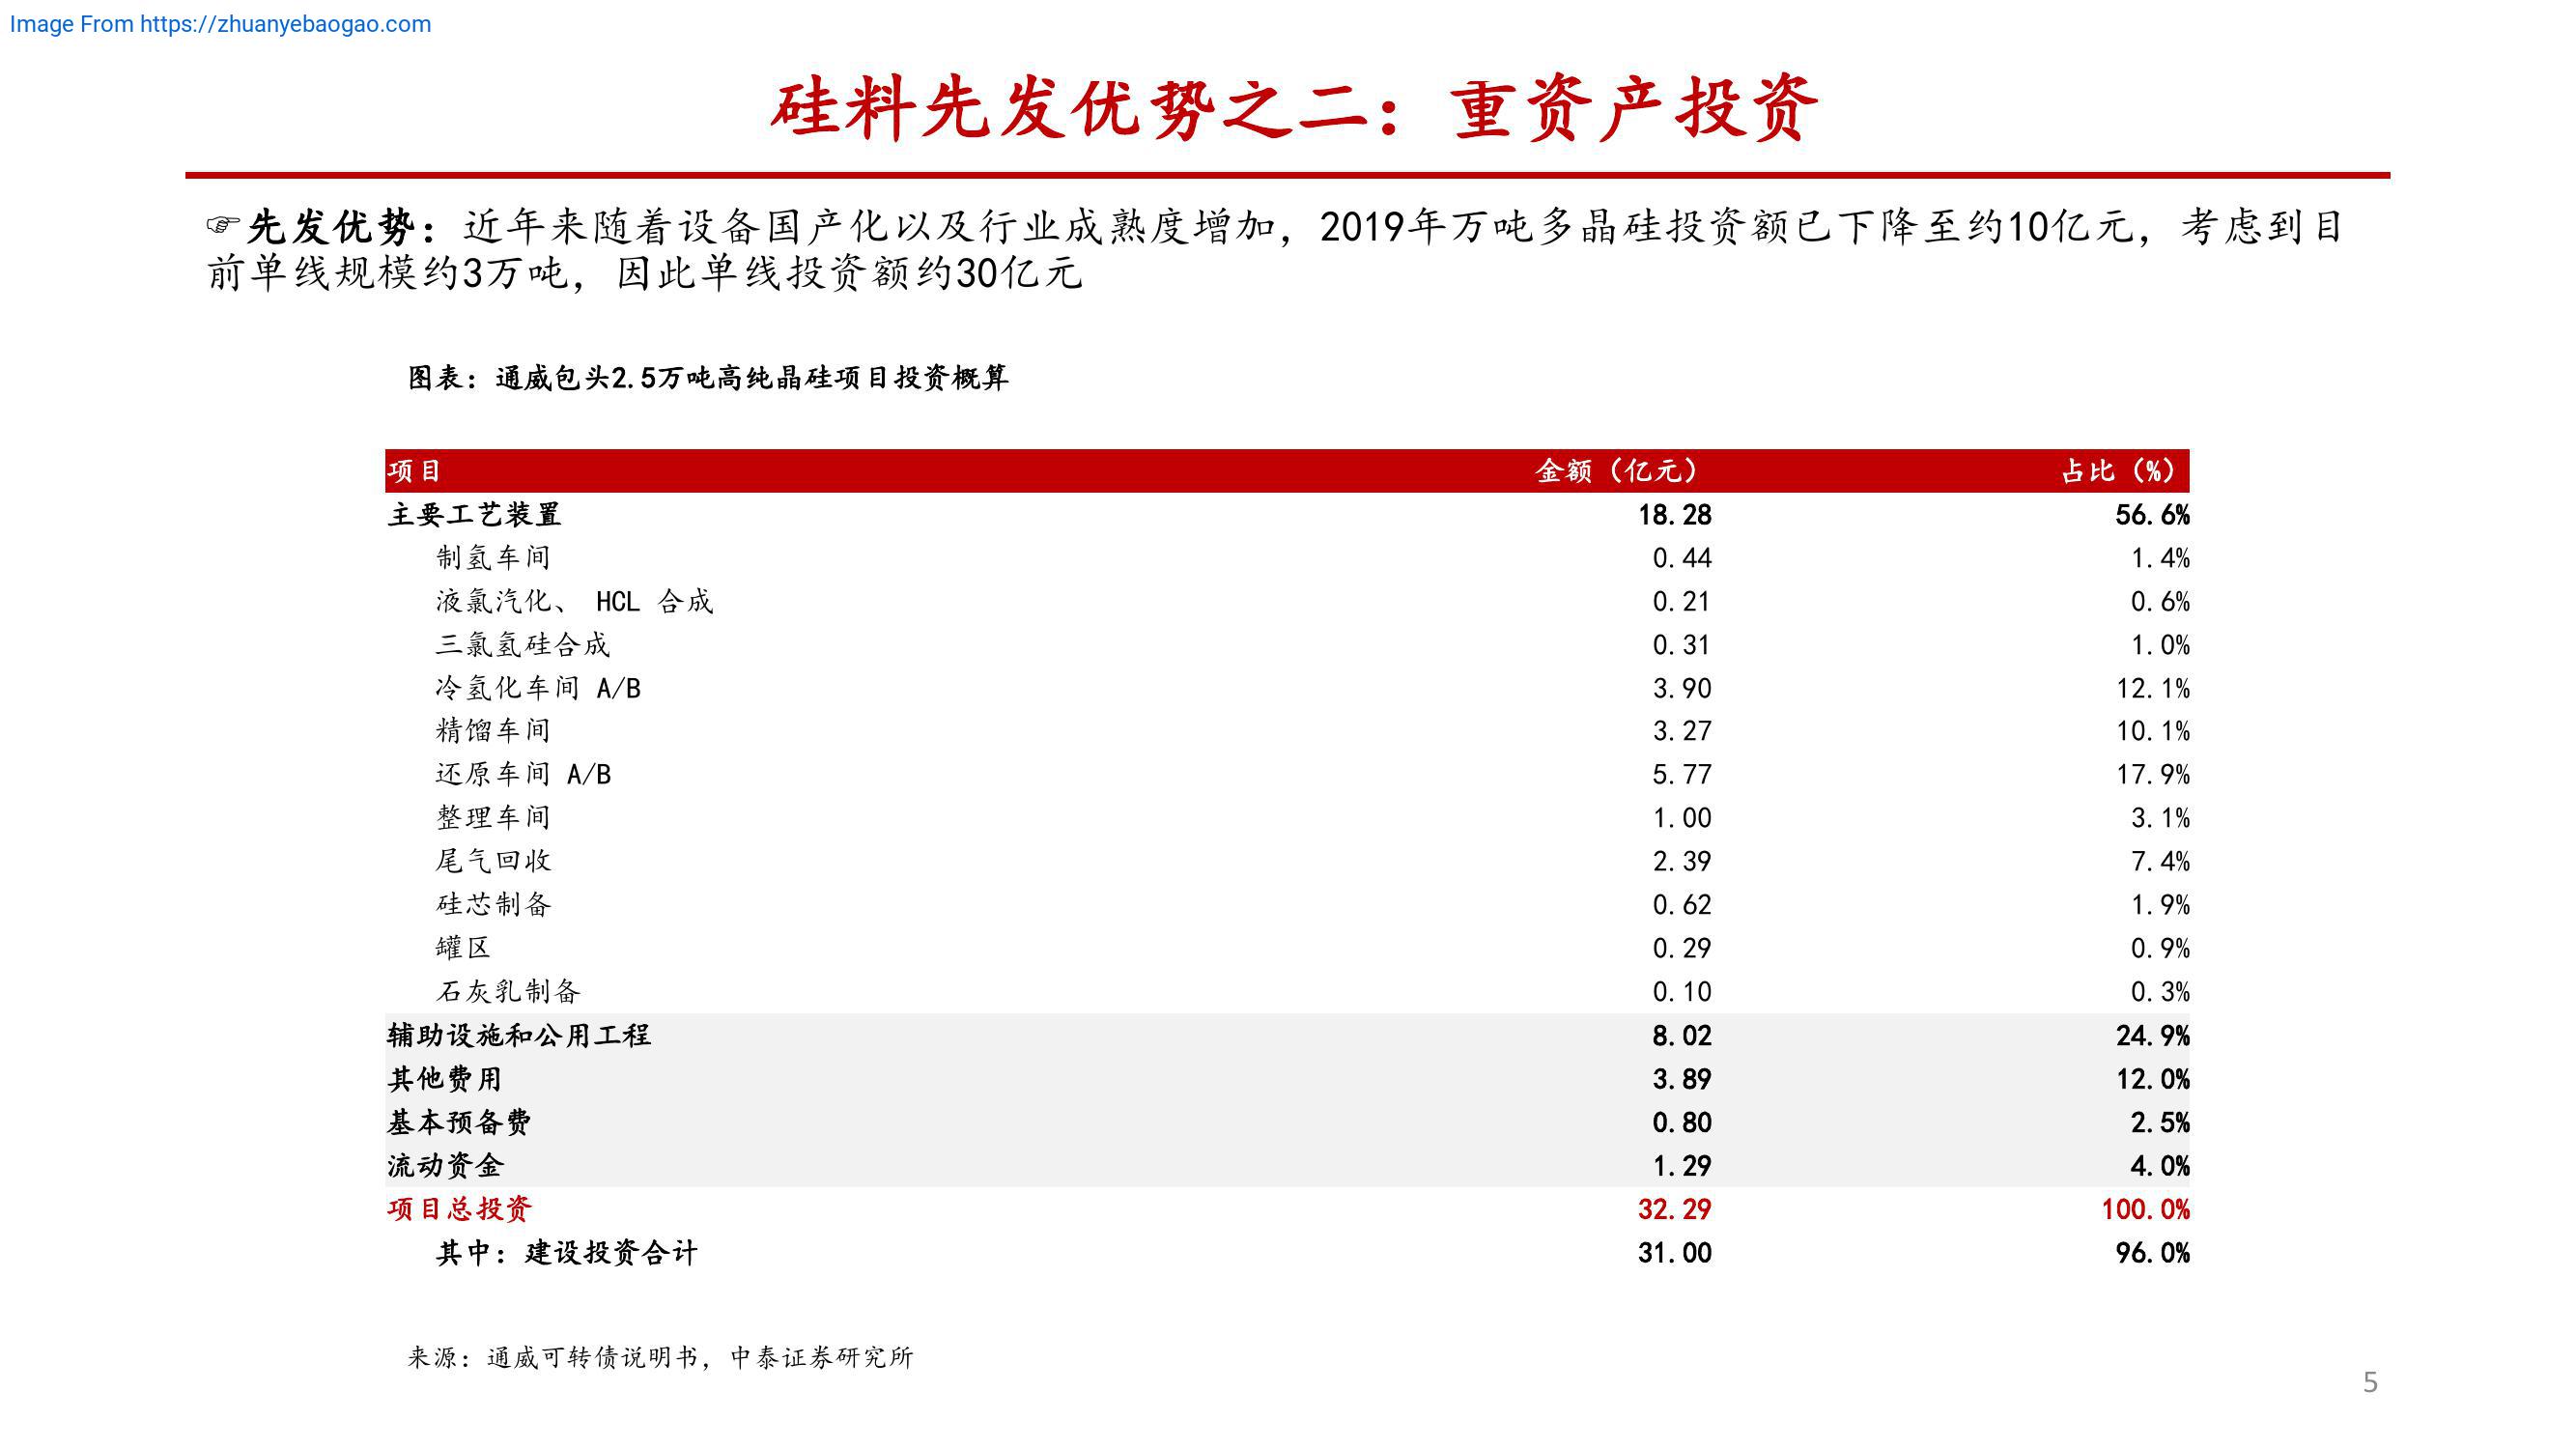 Image From https://zhuanyebaogao.com
硅料先发优势之二：重资产投资
☞先发优势：近年来随着设备国产化以及行业成熟度增加，2019年万吨多晶硅投资额已下降至约10亿元，考虑到目
前单线规模约3万吨，因此单线投资额约30亿元
图表：通威包头2.5万吨高纯晶硅项目投资概算
项目 金额（亿元） 占比（%）
主要工艺装置 18.28 56.6%
制氢车间 0.44 1.4%
液氯汽化、 HCL 合成 0.21 0.6%
三氯氢硅合成 0.31 1.0%
冷氢化车间 A/B 3.90 12.1%
精馏车间 3.27 10.1%
还原车间 A/B 5.77 17.9%
整理车间 1.00 3.1%
尾气回收 2.39 7.4%
硅芯制备 0.62 1.9%
罐区 0.29 0.9%
石灰乳制备 0.10 0.3%
辅助设施和公用工程 8.02 24.9%
其他费用 3.89 12.0%
基本预备费 0.80 2.5%
流动资金 1.29 4.0%
项目总投资 32.29 100.0%
其中：建设投资合计 31.00 96.0%
来源：通威可转债说明书，中泰证券研究所
5